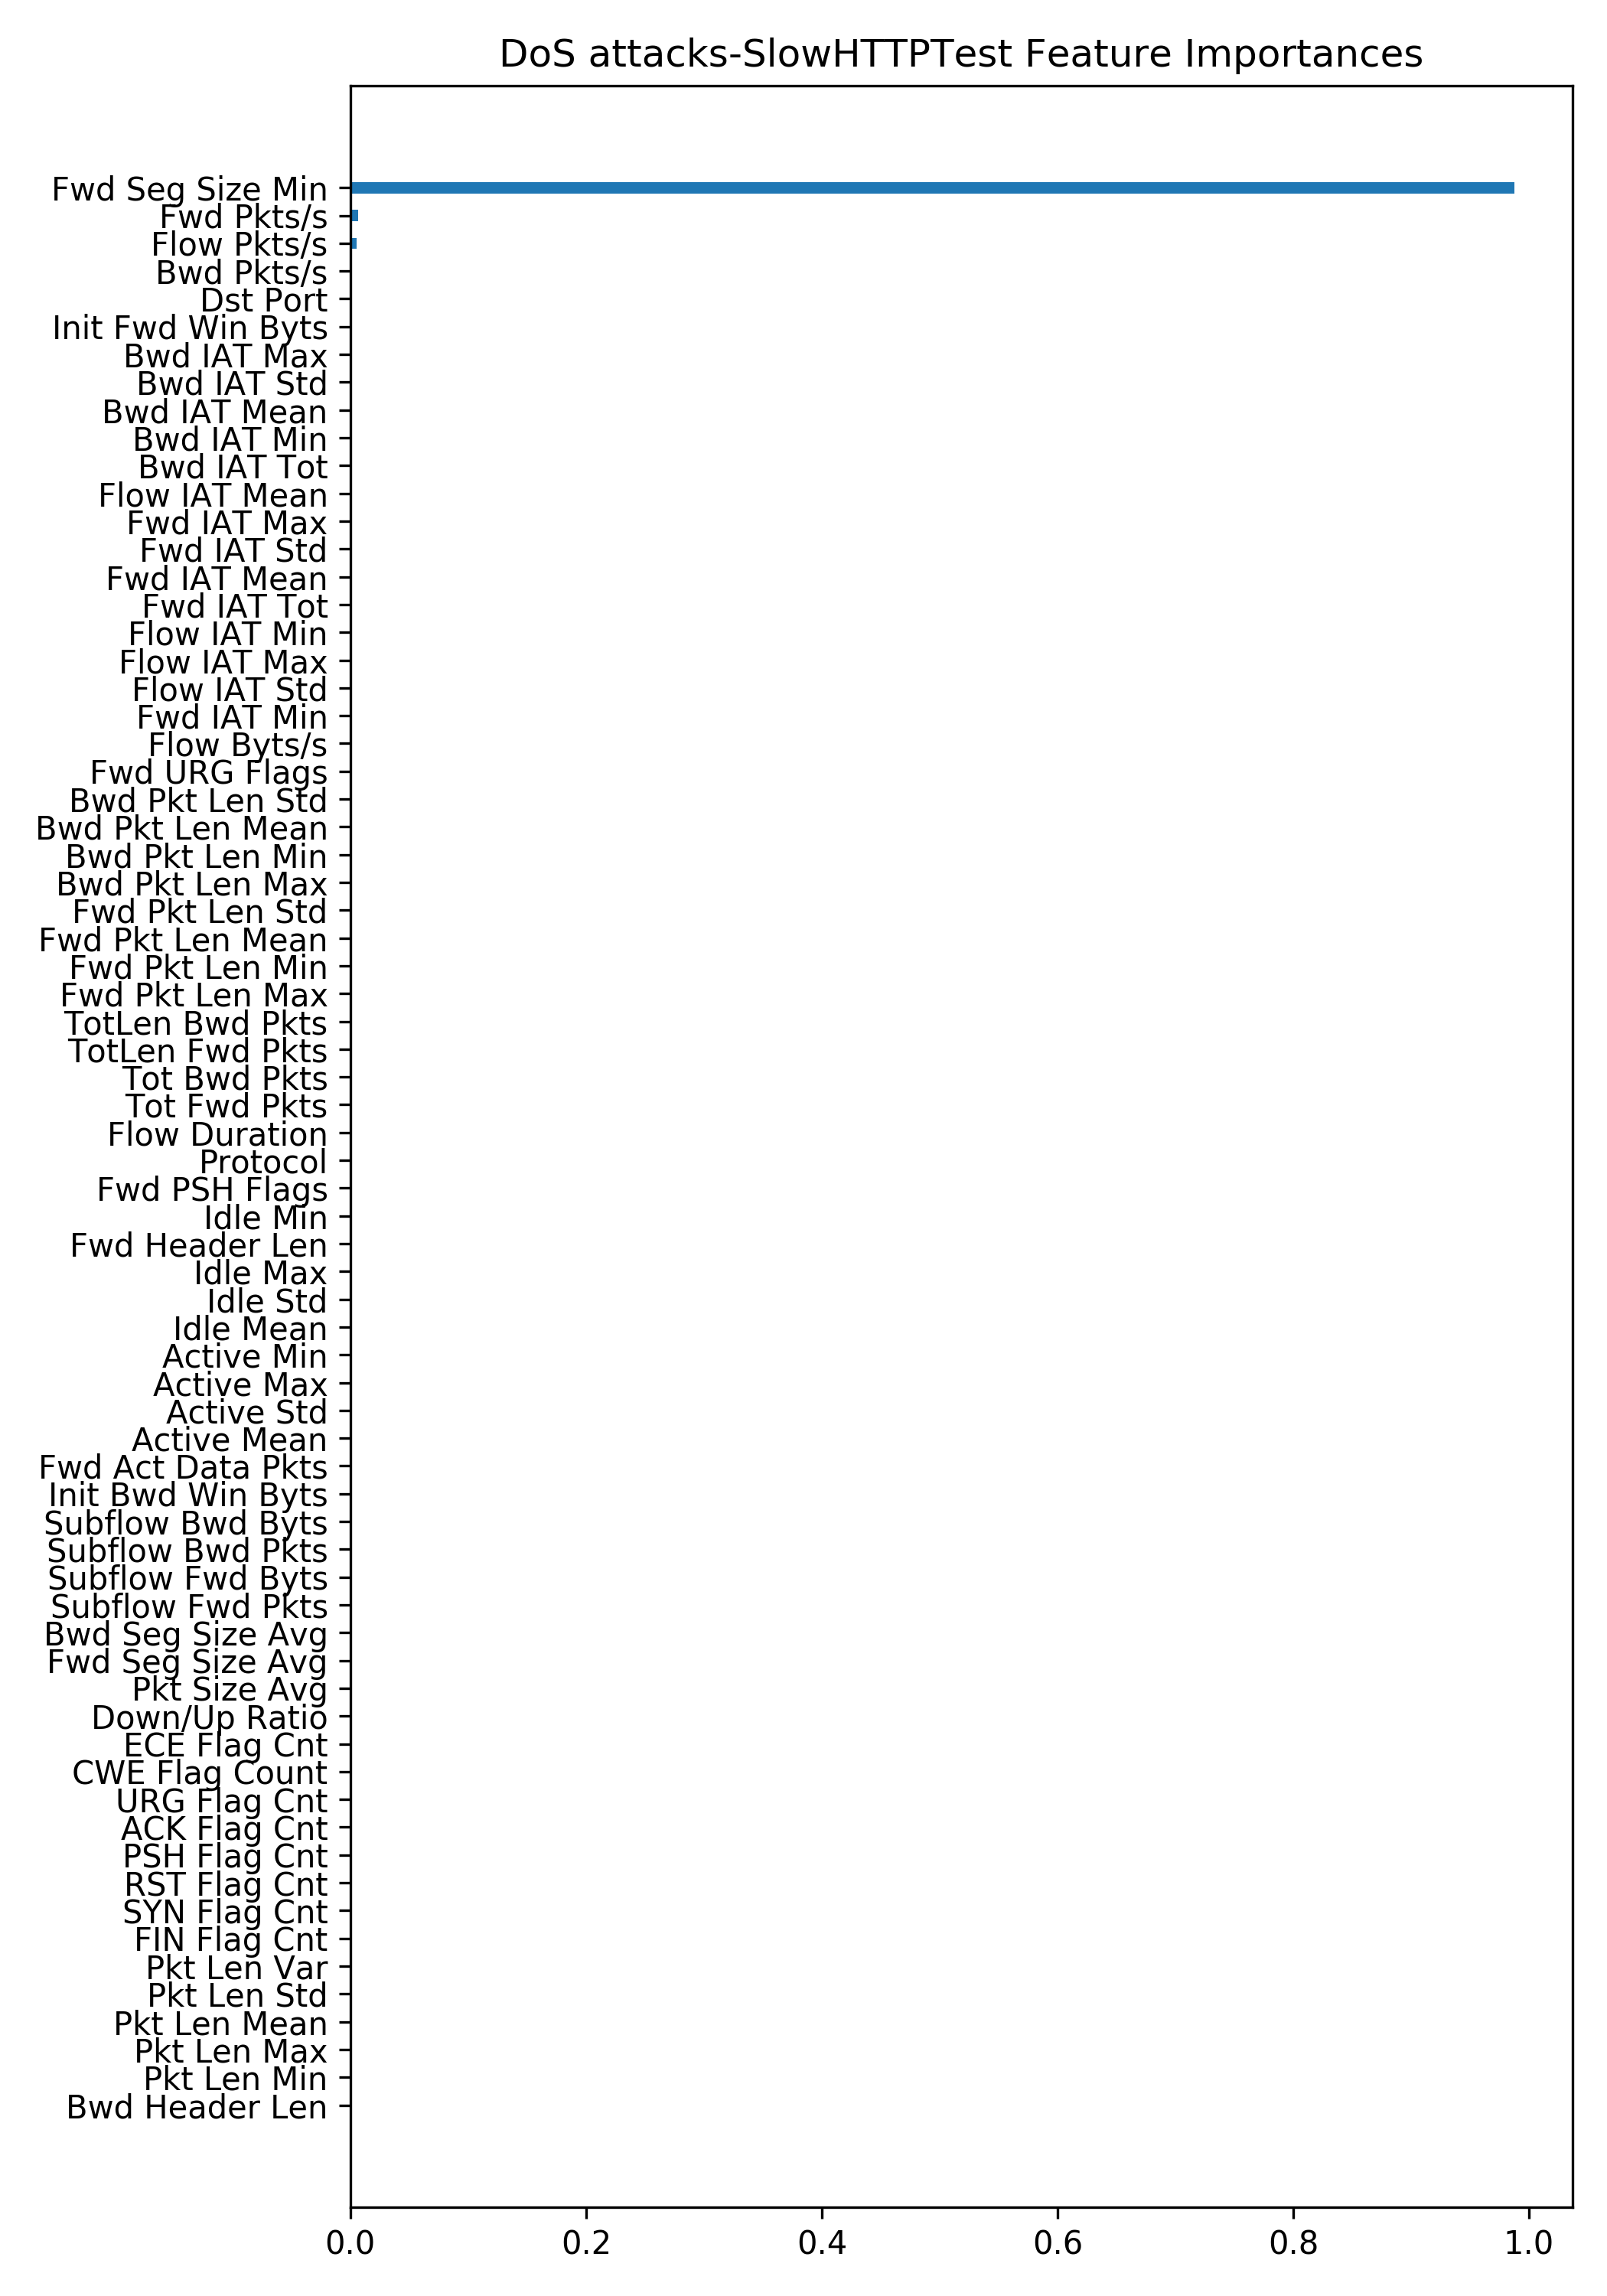 DoS attacks-SlowHTTPTest Feature Importances
Fwd Seg Size Min
Fwd Pkts/s
Flow Pkts/s
Bwd Pkts/s
Dst Port
Init Fwd Win Byts
Bwd IAT Max
Bwd IAT Std
Bwd IAT Mean
Bwd IAT Min
Bwd IAT Tot
Flow IAT Mean
Fwd IAT Max
Fwd IAT Std
Fwd IAT Mean
Fwd IAT Tot
Flow IAT Min
Flow IAT Max
Flow IAT Std
Fwd IAT Min
Flow Byts/s
Fwd URG Flags
Bwd Pkt Len Std
Bwd Pkt Len Mean
Bwd Pkt Len Min
Bwd Pkt Len Max
Fwd Pkt Len Std
Fwd Pkt Len Mean
Fwd Pkt Len Min
Fwd Pkt Len Max
TotLen Bwd Pkts
TotLen Fwd Pkts
Tot Bwd Pkts
Tot Fwd Pkts
Flow Duration
Protocol
Fwd PSH Flags
Idle Min
Fwd Header Len
Idle Max
Idle Std
Idle Mean
Active Min
Active Max
Active Std
Active Mean
Fwd Act Data Pkts
Init Bwd Win Byts
Subflow Bwd Byts
Subflow Bwd Pkts
Subflow Fwd Byts
Subflow Fwd Pkts
Bwd Seg Size Avg
Fwd Seg Size Avg
Pkt Size Avg
Down/Up Ratio
ECE Flag Cnt
CWE Flag Count
URG Flag Cnt
ACK Flag Cnt
PSH Flag Cnt
RST Flag Cnt
SYN Flag Cnt
FIN Flag Cnt
Pkt Len Var
Pkt Len Std
Pkt Len Mean
Pkt Len Max
Pkt Len Min
Bwd Header Len
0.0 0.2 0.4 0.6 0.8 1.0